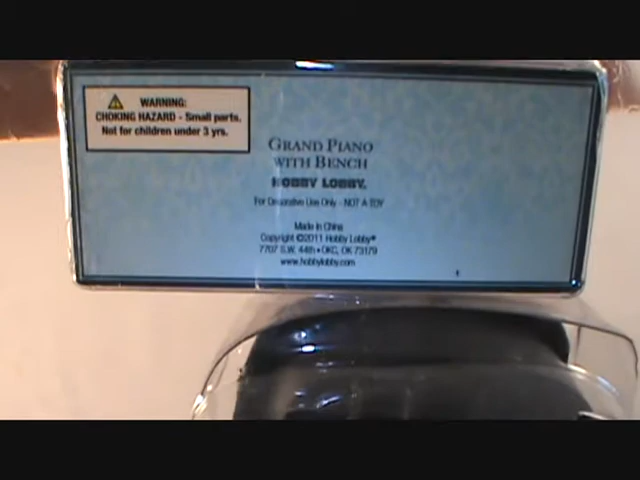 WARNING:
CHOKING HAZARD - Small parts.
Not for children under 3 yrs.
GRAND PIANO
WITH BENCH
HOBBY LOBBY.
For Decorative Use Only - NOT A TOY
Made in China
Copyright ©2011 Hobby Lobby®
7707 S.W. 44th • OKC, OK 73179
www.hobbylobby.com